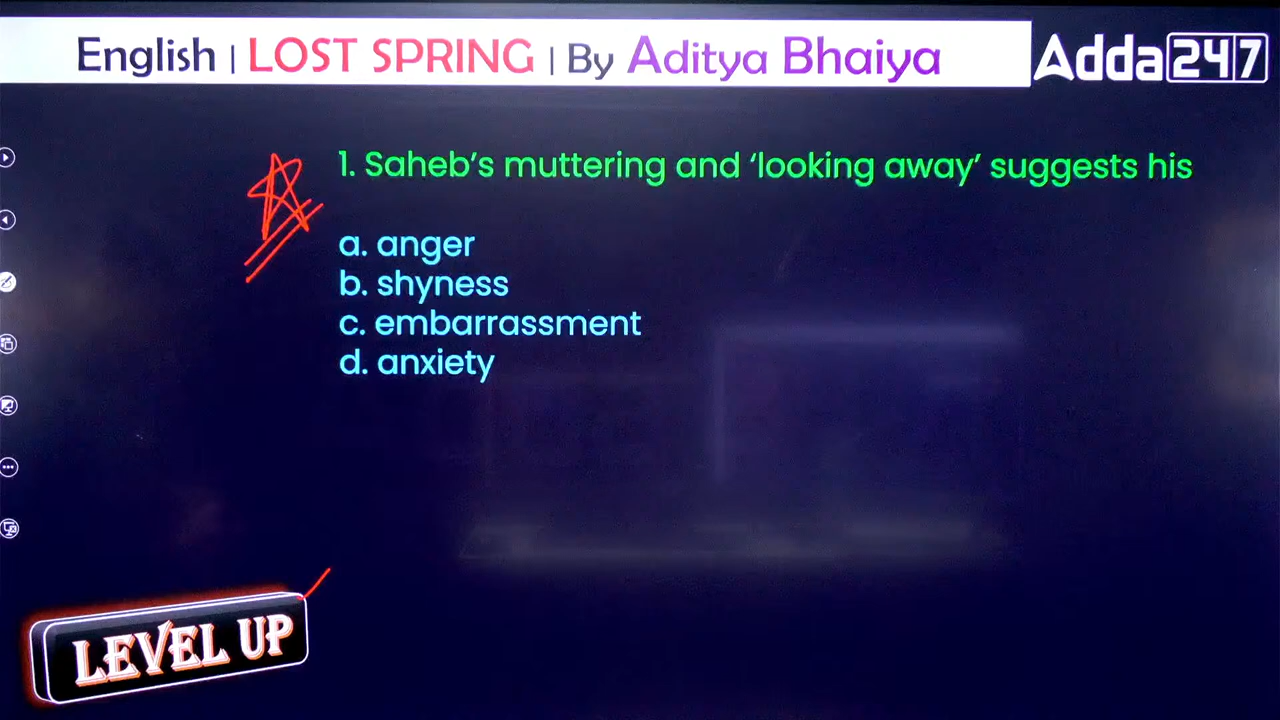 English | LOST SPRING | By Aditya Bhaiya
Adda247
1. Saheb's muttering and 'looking away' suggests his
a. anger
b. shyness
c. embarrassment
d. anxiety
LEVEL UP